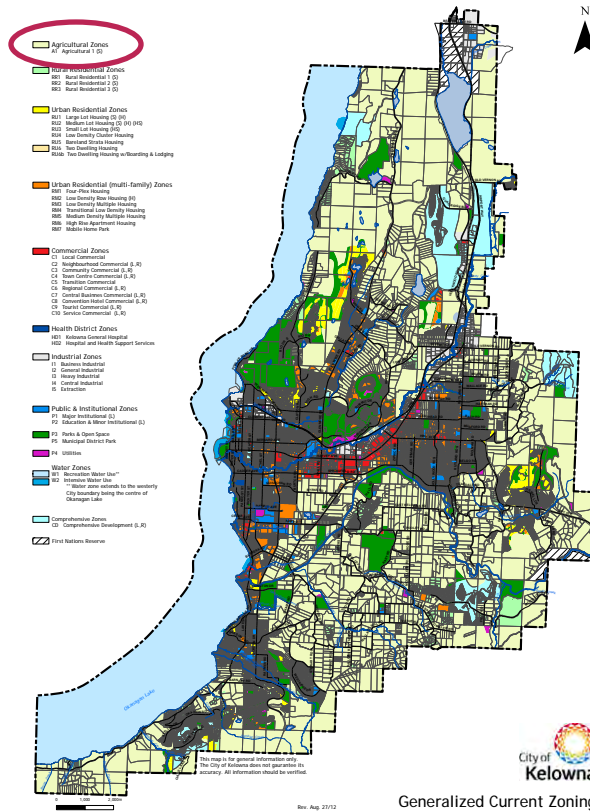 N
Agricultural Zones
A1 Agricultural 1 (S)
Rural Residential Zones
RR1 Rural Residential 1 (S)
RR2 Rural Residential 2 (S)
RR3 Rural Residential 3 (S)
Urban Residential Zones
RU1 Large Lot Housing (S) (H)
RU2 Medium Lot Housing (S) (H) (HS)
RU3 Small Lot Housing (HS)
RU4 Low Density Cluster Housing
RU5 Bareland Strata Housing
RU6 Two Dwelling Housing
RU6b Two Dwelling Housing w/Boarding & Lodging
Urban Residential (multi-family) Zones
RM1 Four-Plex Housing
RM2 Low Density Row Housing (H)
RM3 Low Density Multiple Housing
RM4 Transitional Low Density Housing
RM5 Medium Density Multiple Housing
RM6 High Rise Apartment Housing
RM7 Mobile Home Park
Commercial Zones
C1 Local Commercial
C2 Neighbourhood Commercial (L,R)
C3 Community Commercial (L,R)
C4 Town Centre Commercial (L,R)
C5 Transition Commercial
C6 Regional Commercial (L,R)
C7 Central Business Commercial (L,R)
C8 Convention Hotel Commercial (L,R)
C9 Tourist Commercial (L,R)
C10 Service Commercial (L,R)
Health District Zones
HD1 Kelowna General Hospital
HD2 Hospital and Health Support Services
Industrial Zones
I1 Business Industrial
I2 General Industrial
I3 Heavy Industrial
I4 Central Industrial
I5 Extraction
Public & Institutional Zones
P1 Major Institutional (L)
P2 Education & Minor Institutional (L)
P3 Parks & Open Space
P5 Municipal District Park
P4 Utilities
Water Zones
W1 Recreation Water Use**
W2 Intensive Water Use
** Water zone extends to the westerly
City boundary being the centre of
Okanagan Lake
Comprehensive Zones
CD Comprehensive Development (L,R)
First Nations Reserve
Okanagan Lake
This map is for general information only.
The City of Kelowna does not guarantee its
accuracy. All information should be verified.
City of
Kelowna
0 1,000 2,000m
Rev. Aug. 27/12
Generalized Current Zoning